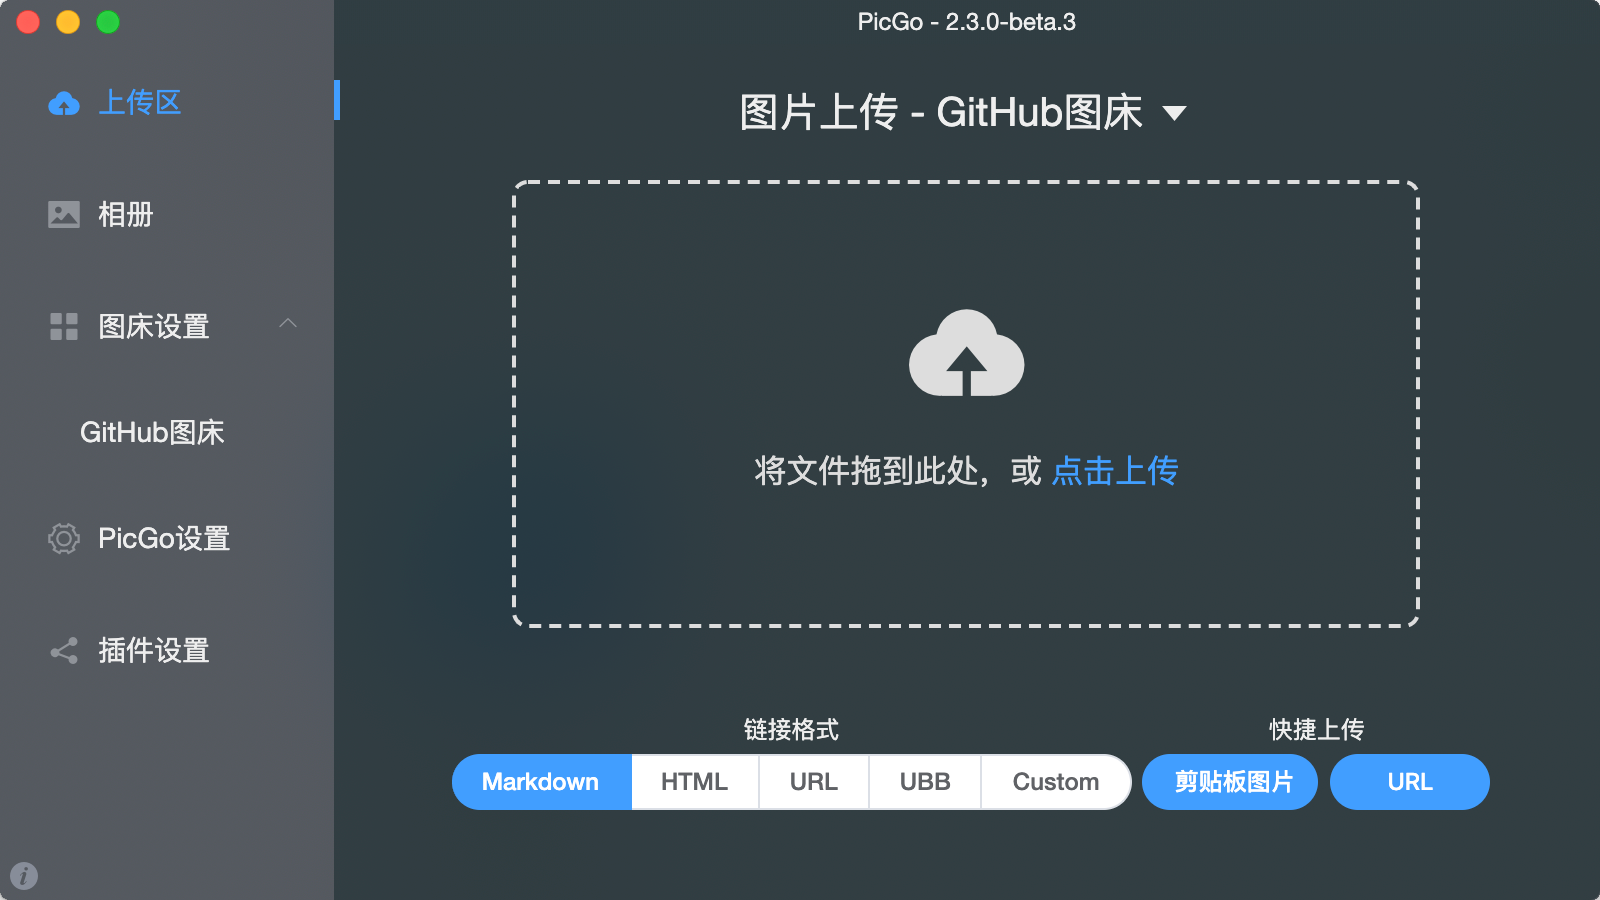 PicGo - 2.3.0-beta.3
上传区
相册
图床设置
GitHub图床
PicGo设置
插件设置
图片上传 - GitHub图床
将文件拖到此处，或 点击上传
链接格式
Markdown HTML URL UBB Custom
快捷上传
剪贴板图片 URL